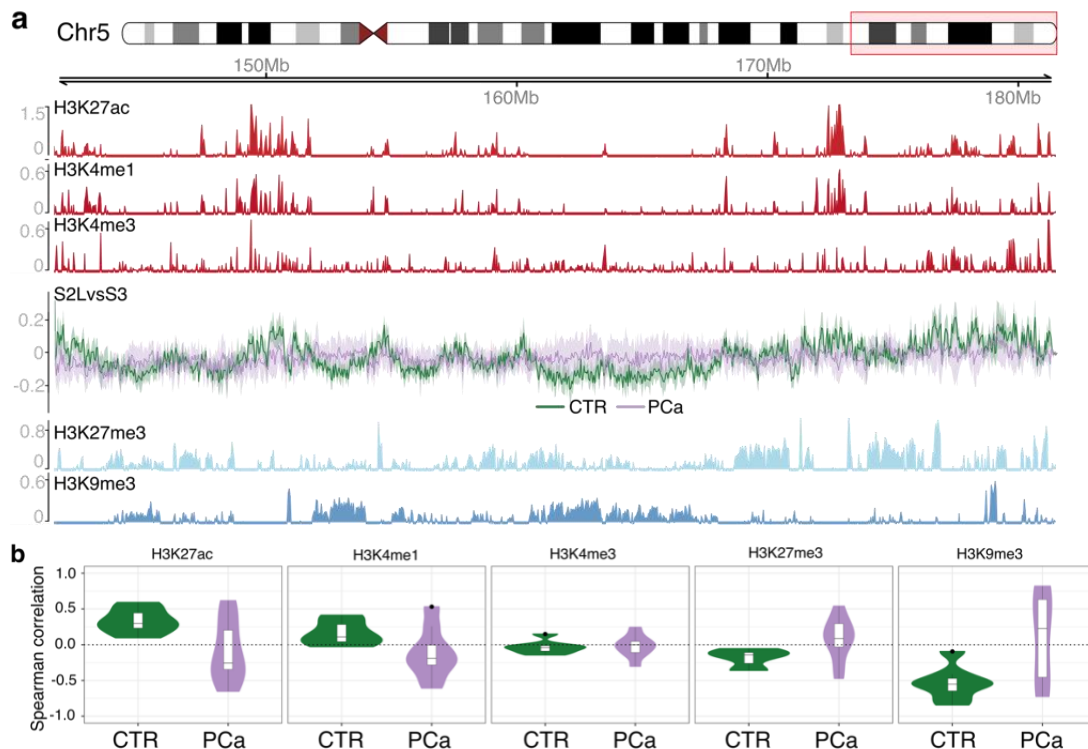 a
Chr5
150Mb 170Mb
160Mb 180Mb
H3K27ac
1.5
0
H3K4me1
0.6
0
H3K4me3
0.6
0
S2LvsS3
0.2
0
-0.2
CTR PCa
H3K27me3
0.8
0
H3K9me3
0.6
0
b
H3K27ac H3K4me1 H3K4me3 H3K27me3 H3K9me3
Spearman correlation
1.0
0.5
0.0
-0.5
-1.0
CTR PCa CTR PCa CTR PCa CTR PCa CTR PCa